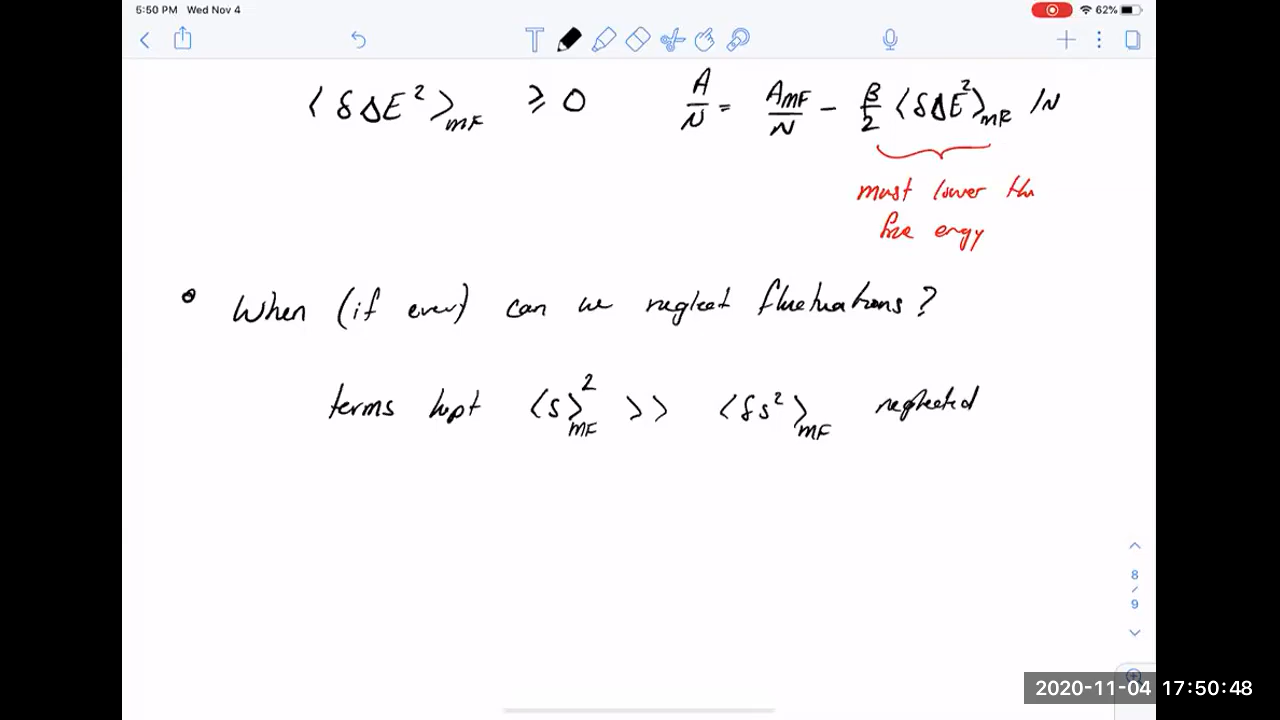 5:50 PM Wed Nov 4
62%
⟨δΔE²⟩_MF ≥ 0 A/N = A_MF/N − β/2 ⟨δΔE²⟩_MF /N
must lower the
free enrgy
• When (if ever) can we neglect fluctuations?
terms kept ⟨s⟩²_MF >> ⟨δs²⟩_MF neglected
8
/
9
2020-11-04 17:50:48